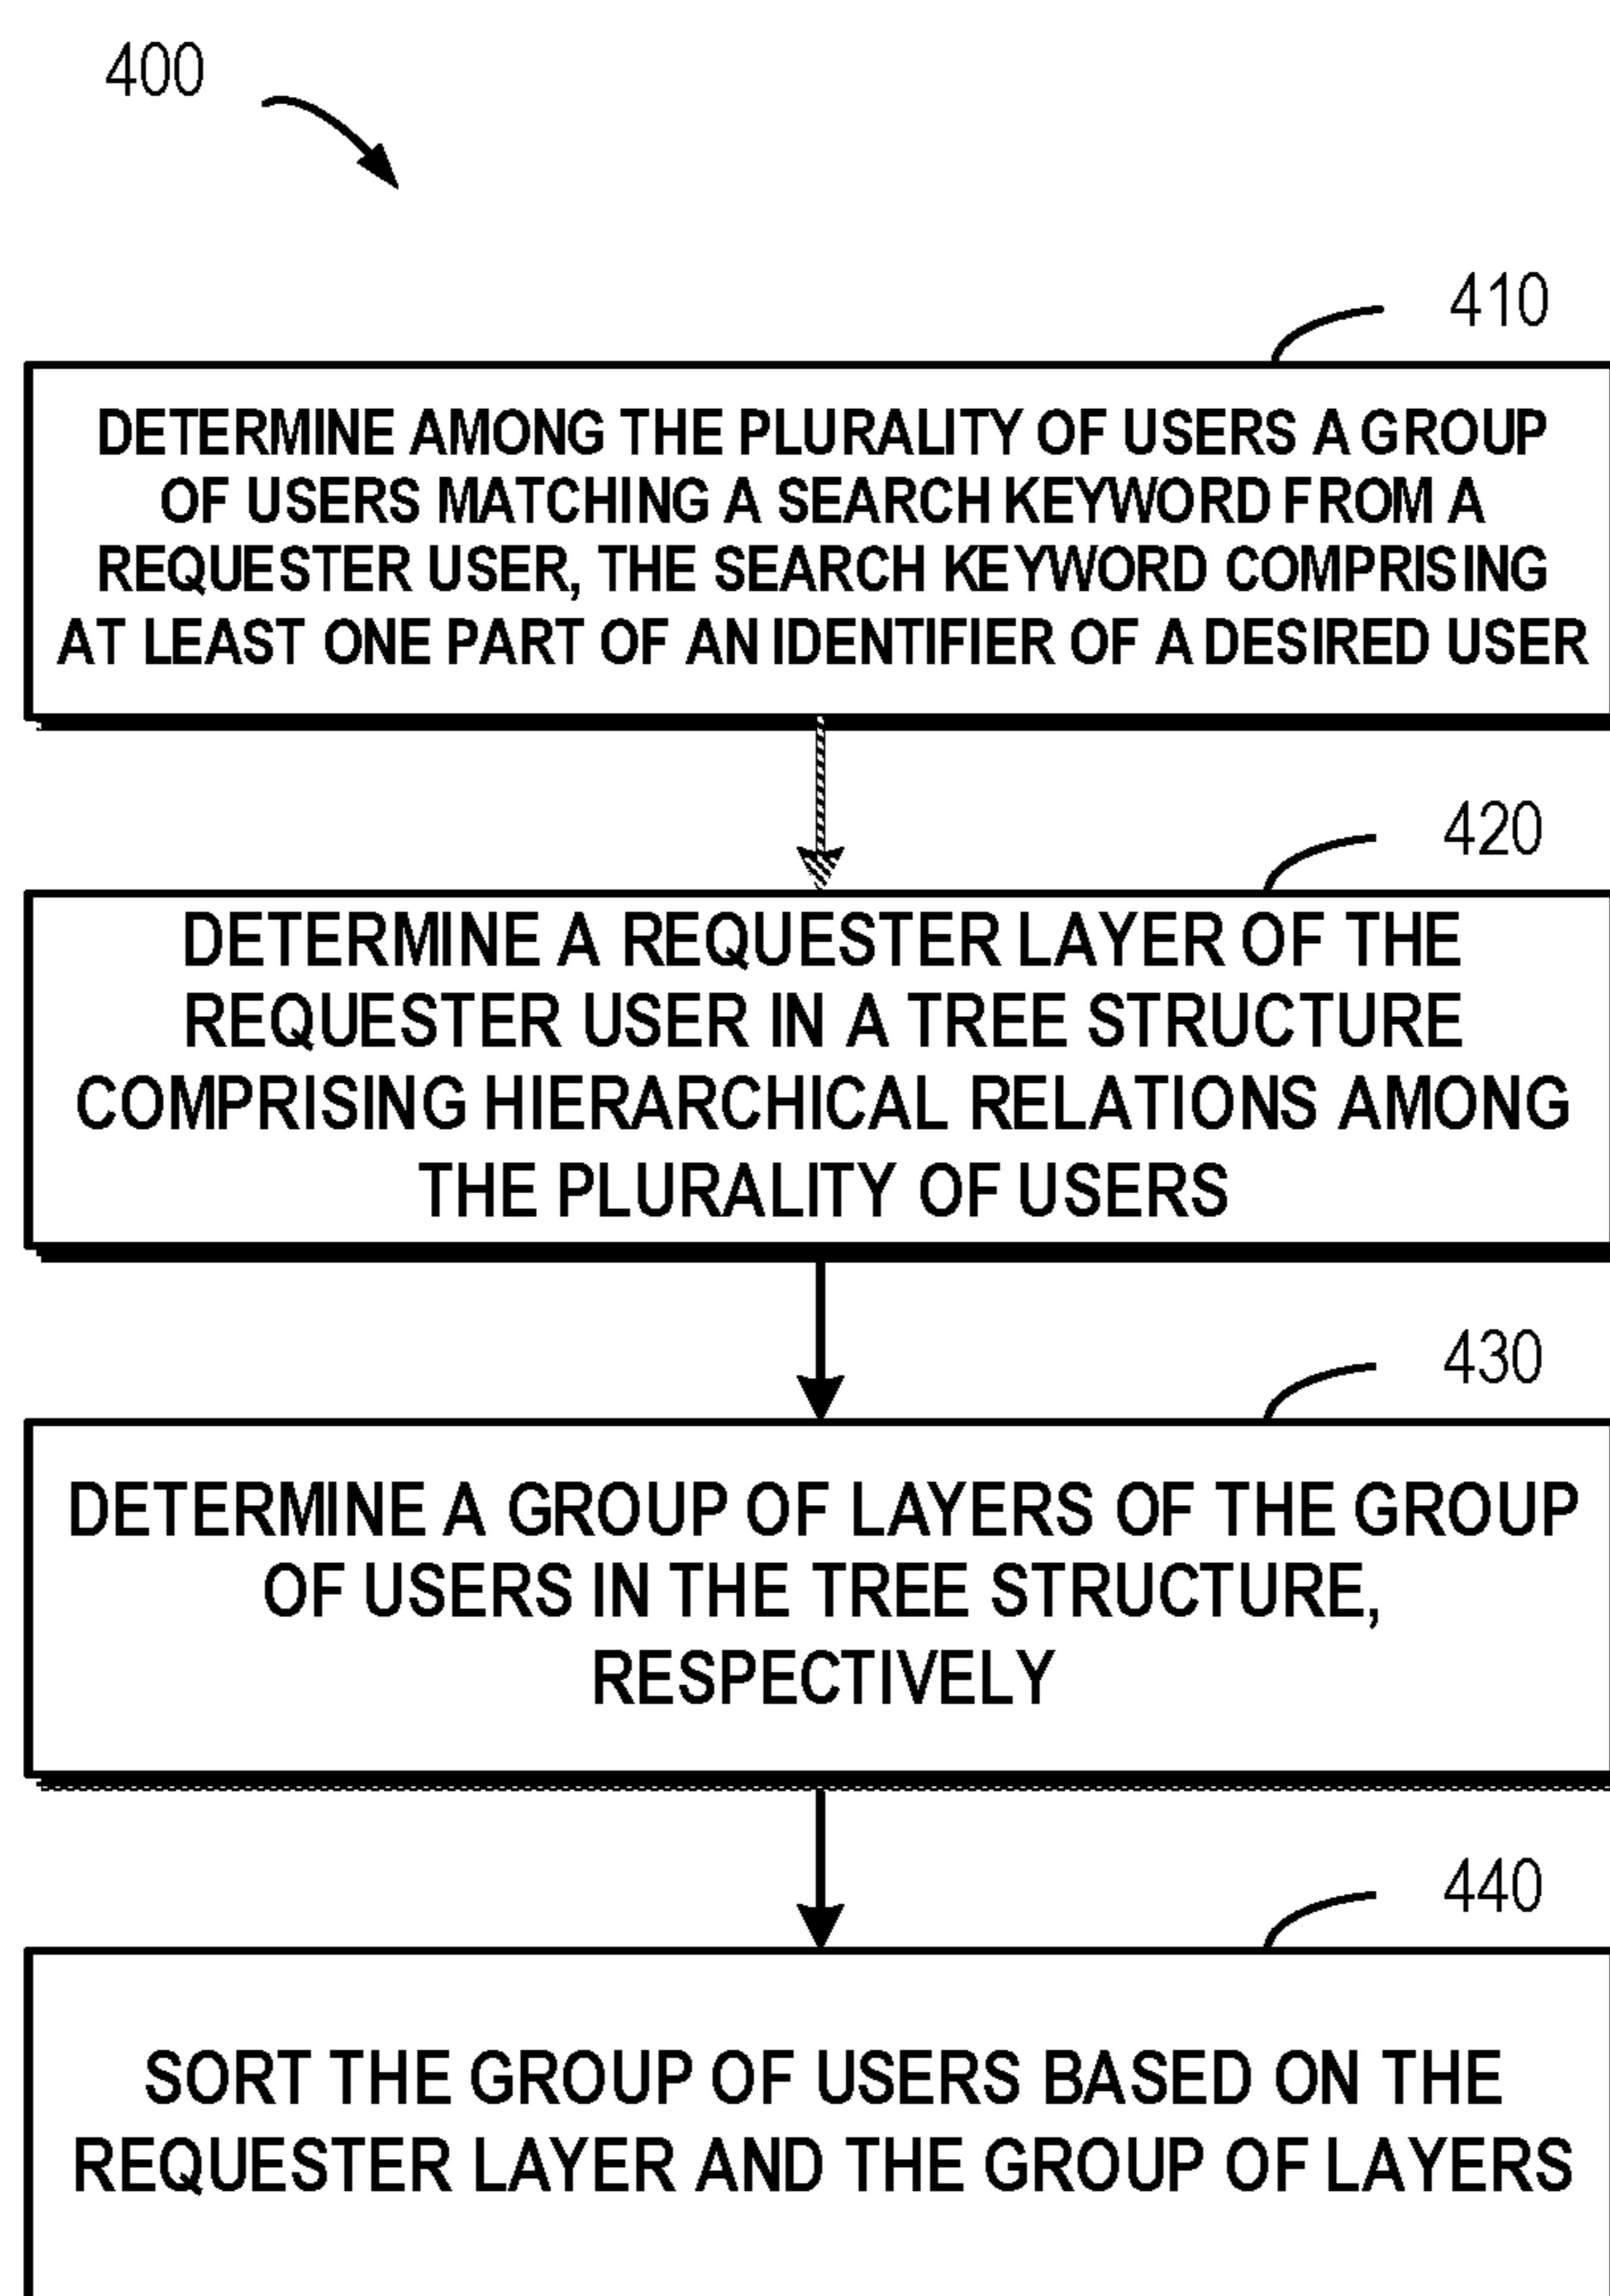 400
410
DETERMINE AMONG THE PLURALITY OF USERS A GROUP
OF USERS MATCHING A SEARCH KEYWORD FROM A
REQUESTER USER, THE SEARCH KEYWORD COMPRISING
AT LEAST ONE PART OF AN IDENTIFIER OF A DESIRED USER
420
DETERMINE A REQUESTER LAYER OF THE
REQUESTER USER IN A TREE STRUCTURE
COMPRISING HIERARCHICAL RELATIONS AMONG
THE PLURALITY OF USERS
430
DETERMINE A GROUP OF LAYERS OF THE GROUP
OF USERS IN THE TREE STRUCTURE,
RESPECTIVELY
440
SORT THE GROUP OF USERS BASED ON THE
REQUESTER LAYER AND THE GROUP OF LAYERS